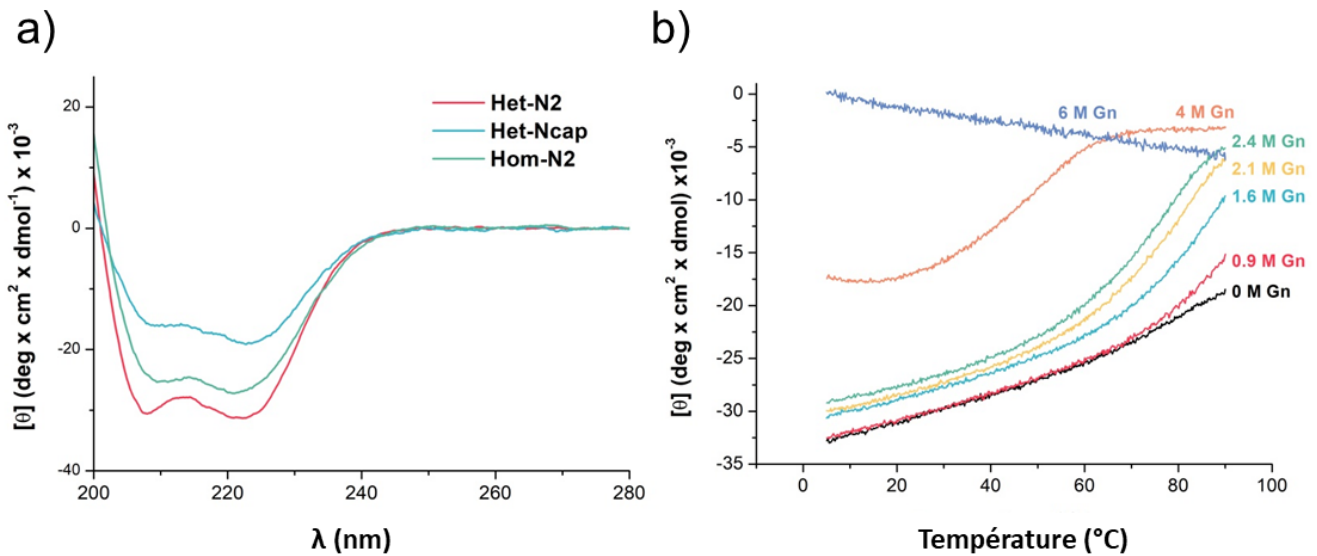 a)
[θ] (deg x cm² x dmol⁻¹) x 10⁻³
20
0
-20
-40
200
220
240
260
280
λ (nm)
Het-N2
Het-Ncap
Hom-N2
b)
[θ] (deg x cm² x dmol) x10⁻³
0
-5
-10
-15
-20
-25
-30
-35
0
20
40
60
80
100
Température (°C)
6 M Gn
4 M Gn
2.4 M Gn
2.1 M Gn
1.6 M Gn
0.9 M Gn
0 M Gn